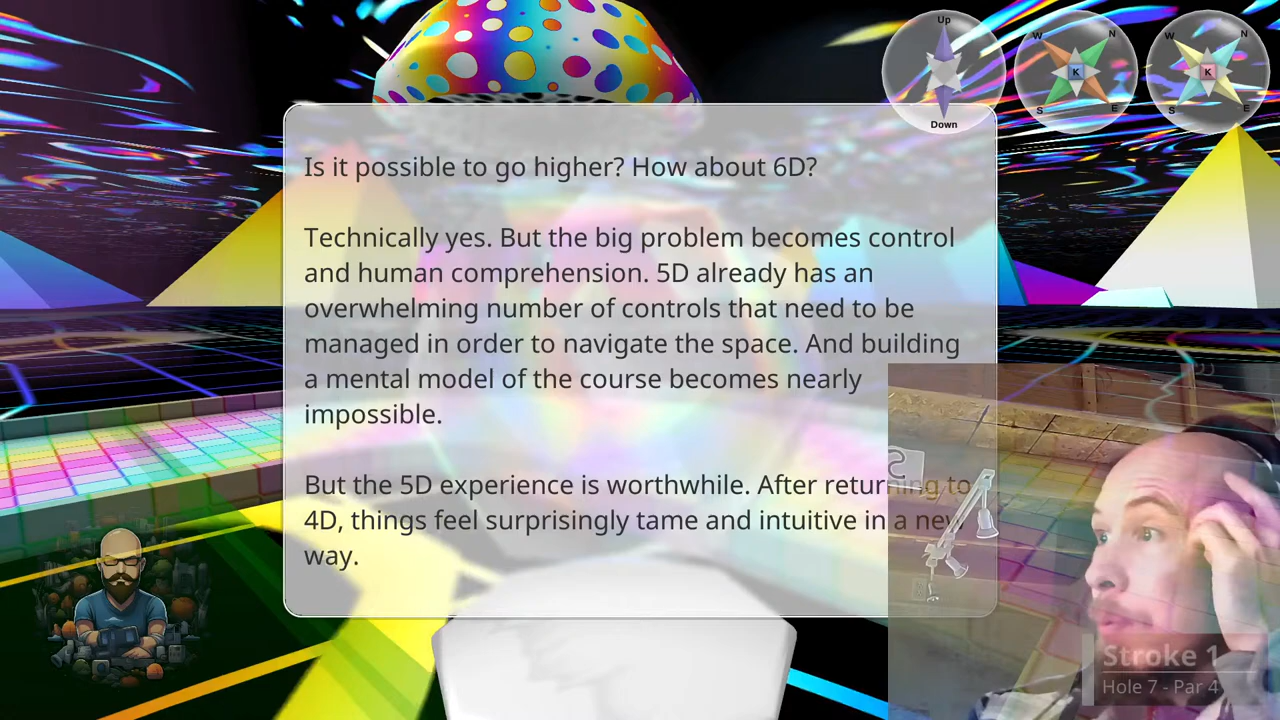 Up
W N
W N
K
K
S E
S E
Down
Is it possible to go higher? How about 6D?
Technically yes. But the big problem becomes control
and human comprehension. 5D already has an
overwhelming number of controls that need to be
managed in order to navigate the space. And building
a mental model of the course becomes nearly
impossible.
But the 5D experience is worthwhile. After returning to
4D, things feel surprisingly tame and intuitive in a new
way.
Stroke 1
Hole 7 - Par 4